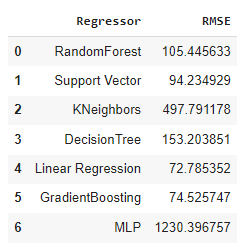 Regressor RMSE
0 RandomForest 105.445633
1 Support Vector 94.234929
2 KNeighbors 497.791178
3 DecisionTree 153.203851
4 Linear Regression 72.785352
5 GradientBoosting 74.525747
6 MLP 1230.396757